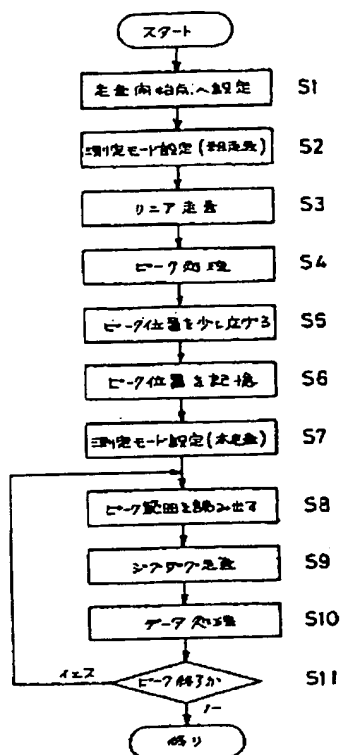 スタート
走査開始点へ設定 S1
測定モード設定(粗走査) S2
リニア走査 S3
ピーク処理 S4
ピーク位置を少し広げる S5
ピーク位置を記憶 S6
測定モード設定(本走査) S7
ピーク範囲を読み出す S8
ジグザグ走査 S9
データ処理 S10
ピーク終了か S11
イエス
ノー
終り